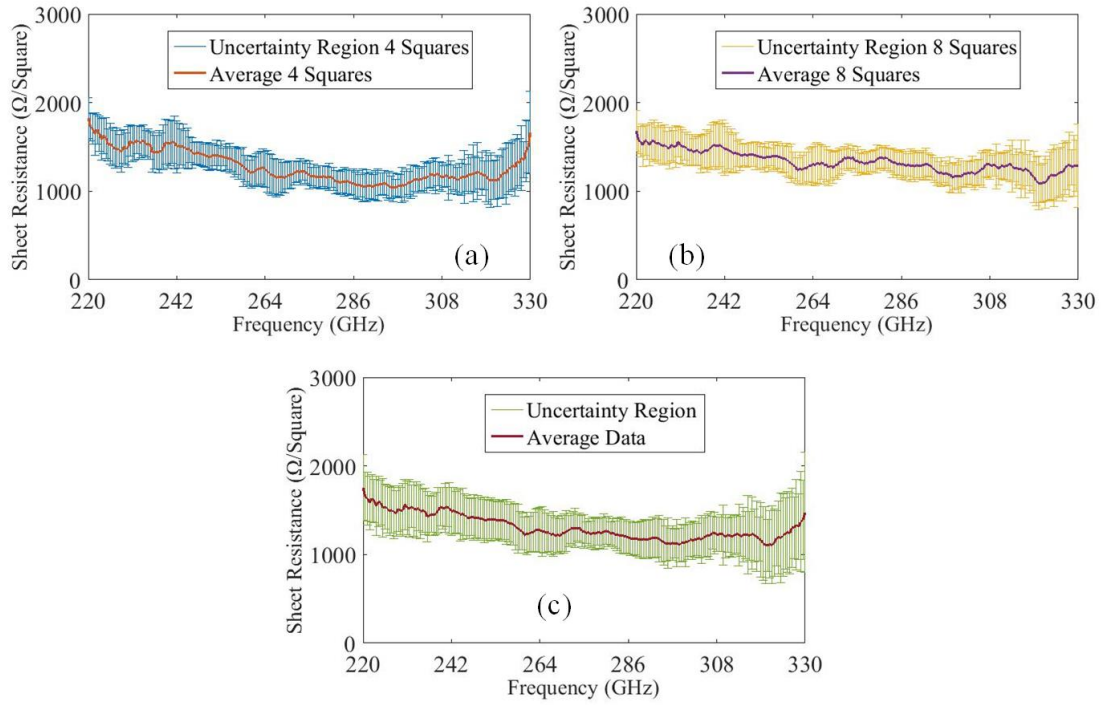 3000
2000
1000
0
Sheet Resistance (Ω/Square)
Uncertainty Region 4 Squares
Average 4 Squares
(a)
220 242 264 286 308 330
Frequency (GHz)
3000
2000
1000
0
Sheet Resistance (Ω/Square)
Uncertainty Region 8 Squares
Average 8 Squares
(b)
220 242 264 286 308 330
Frequency (GHz)
3000
2000
1000
0
Sheet Resistance (Ω/Square)
Uncertainty Region
Average Data
(c)
220 242 264 286 308 330
Frequency (GHz)